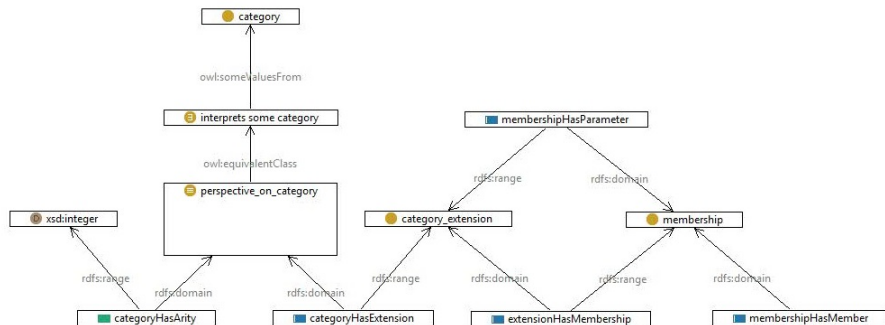 category
owl:someValuesFrom
interprets some category
membershipHasParameter
owl:equivalentClass
rdfs:range
rdfs:domain
perspective_on_category
xsd:integer
category_extension
membership
rdfs:range
rdfs:domain
rdfs:domain
rdfs:range
rdfs:domain
rdfs:range
rdfs:domain
categoryHasArity
categoryHasExtension
extensionHasMembership
membershipHasMember